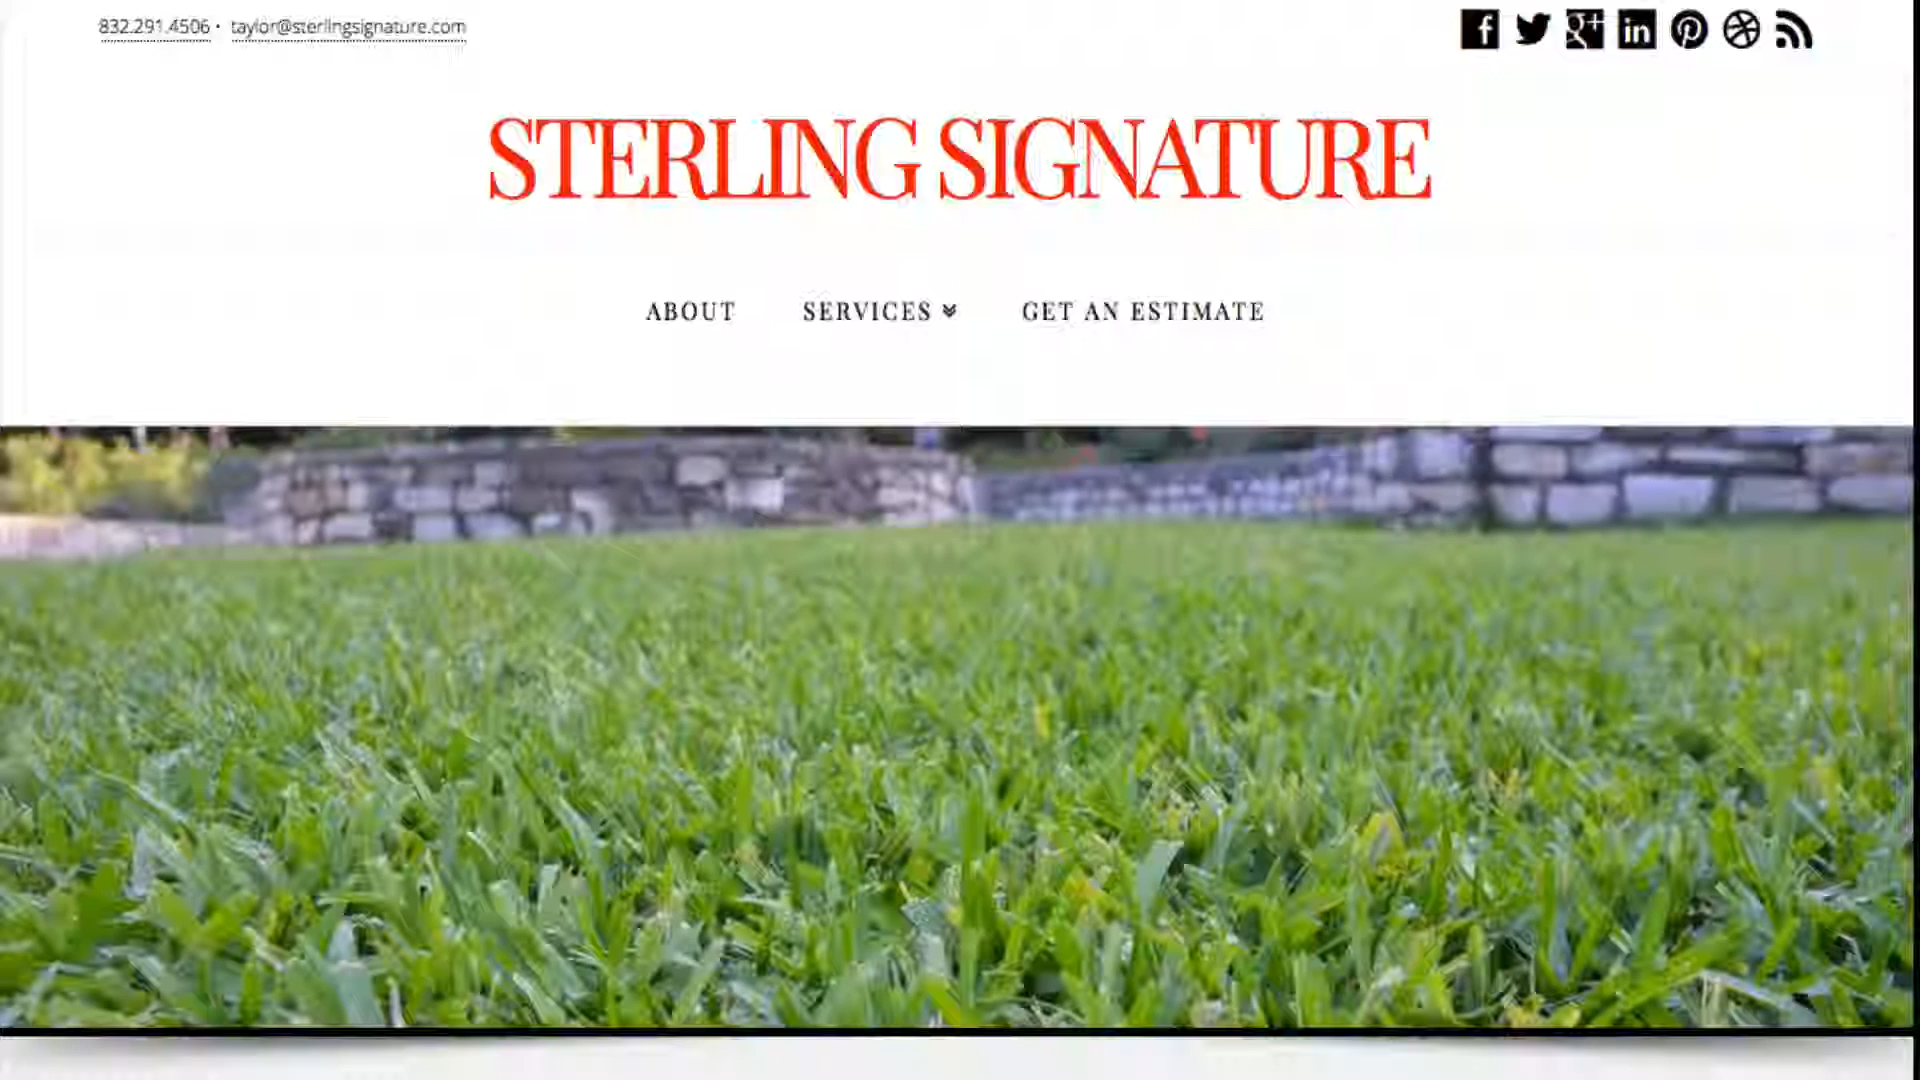 832.291.4506 · taylor@sterlingsignature.com
STERLING SIGNATURE
ABOUT SERVICES GET AN ESTIMATE